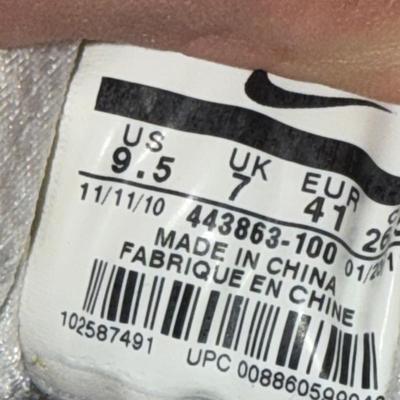 US UK EUR
9.5 7 41
11/11/10 443863-100
MADE IN CHINA
FABRIQUE EN CHINE
102587491
UPC